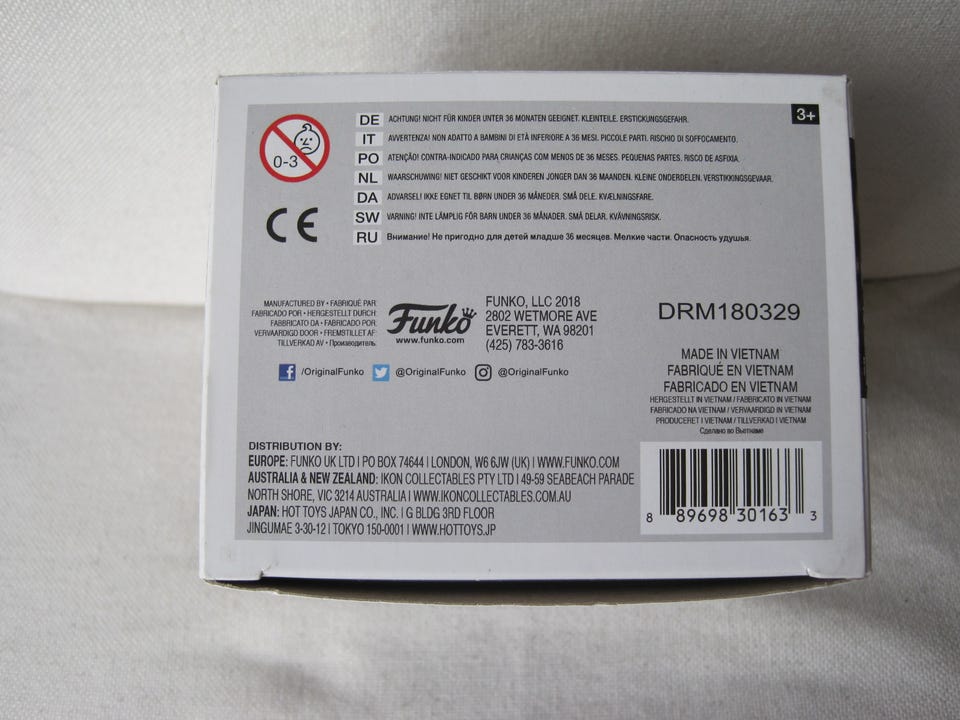 0-3
3+
DE ACHTUNG! NICHT FÜR KINDER UNTER 36 MONATEN GEEIGNET. KLEINTEILE. ERSTICKUNGSGEFAHR.
IT AVVERTENZA! NON ADATTO A BAMBINI DI ETÀ INFERIORE A 36 MESI. PICCOLE PARTI. RISCHIO DI SOFFOCAMENTO.
PO ATENÇÃO! CONTRA-INDICADO PARA CRIANÇAS COM MENOS DE 36 MESES. PEQUENAS PARTES. RISCO DE ASFIXIA.
NL WAARSCHUWING! NIET GESCHIKT VOOR KINDEREN JONGER DAN 36 MAANDEN. KLEINE ONDERDELEN. VERSTIKKINGSGEVAAR.
DA ADVARSEL! IKKE EGNET TIL BØRN UNDER 36 MÅNEDER. SMÅ DELE. KVÆLNINGSFARE.
SW VARNING! INTE LÄMPLIG FÖR BARN UNDER 36 MÅNADER. SMÅ DELAR. KVÄVNINGSRISK.
RU Внимание! Не пригодно для детей младше 36 месяцев. Мелкие части. Опасность удушья.
CE
MANUFACTURED BY • FABRIQUÉ PAR
FABRICADO POR • HERGESTELLT DURCH:
FABBRICATO DA • FABRICADO POR:
VERVAARDIGD DOOR • FREMSTILLET AF:
TILLVERKAD AV • Производитель.
Funko
www.funko.com
FUNKO, LLC 2018
2802 WETMORE AVE
EVERETT, WA 98201
(425) 783-3616
/OriginalFunko @OriginalFunko @OriginalFunko
DRM180329
MADE IN VIETNAM
FABRIQUÉ EN VIETNAM
FABRICADO EN VIETNAM
HERGESTELLT IN VIETNAM / FABBRICATO IN VIETNAM
FABRICADO NA VIETNAM / VERVAARDIGD IN VIETNAM
PRODUCERET I VIETNAM / TILLVERKAD I VIETNAM
Сделано во Вьетнаме
DISTRIBUTION BY:
EUROPE: FUNKO UK LTD | PO BOX 74644 | LONDON, W6 6JW (UK) | WWW.FUNKO.COM
AUSTRALIA & NEW ZEALAND: IKON COLLECTABLES PTY LTD | 49-59 SEABEACH PARADE
NORTH SHORE, VIC 3214 AUSTRALIA | WWW.IKONCOLLECTABLES.COM.AU
JAPAN: HOT TOYS JAPAN CO., INC. | G BLDG 3RD FLOOR
JINGUMAE 3-30-12 | TOKYO 150-0001 | WWW.HOTTOYS.JP
8 89698 30163 3